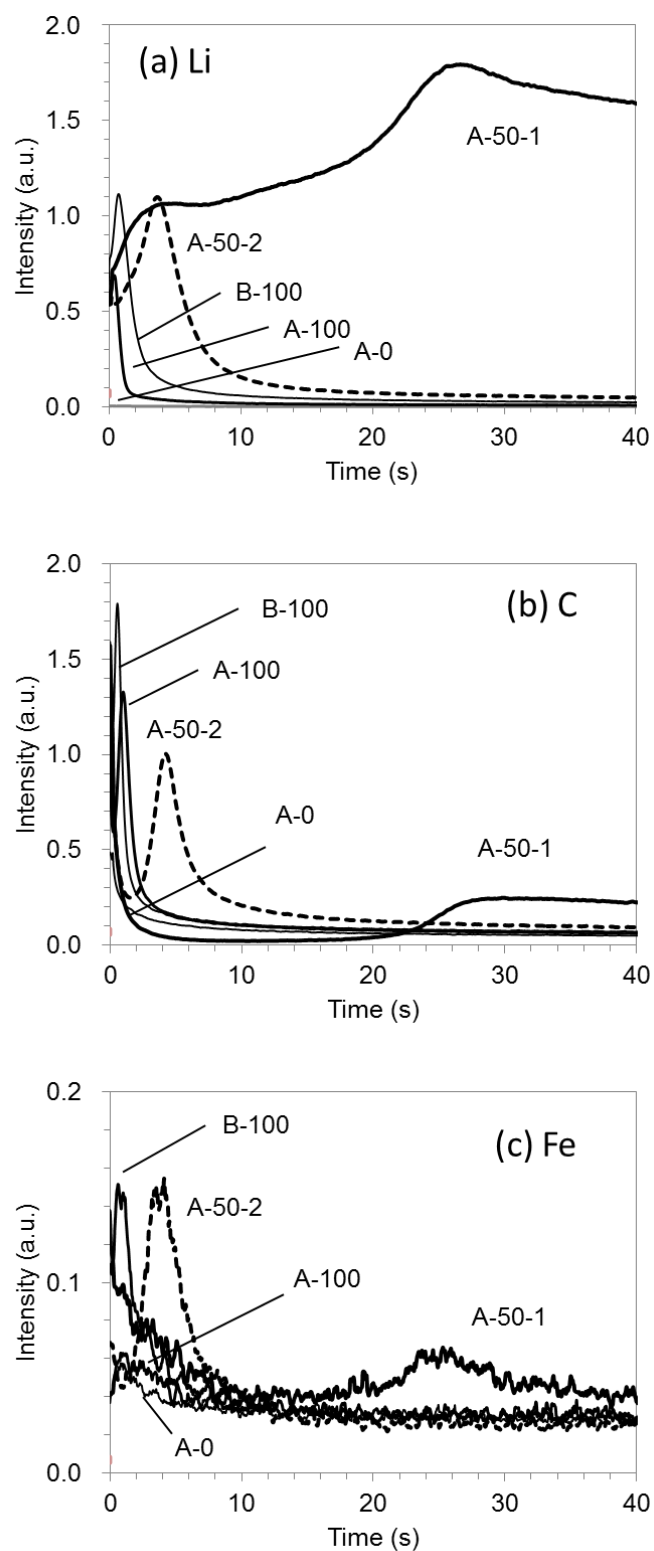 (a) Li
2.0
1.5
1.0
0.5
0.0
Intensity (a.u.)
A-50-1
A-50-2
B-100
A-100
A-0
0 10 20 30 40
Time (s)
(b) C
2.0
1.5
1.0
0.5
0.0
Intensity (a.u.)
B-100
A-100
A-50-2
A-0
A-50-1
0 10 20 30 40
Time (s)
(c) Fe
0.2
0.1
0.0
Intensity (a.u.)
B-100
A-50-2
A-100
A-50-1
A-0
0 10 20 30 40
Time (s)